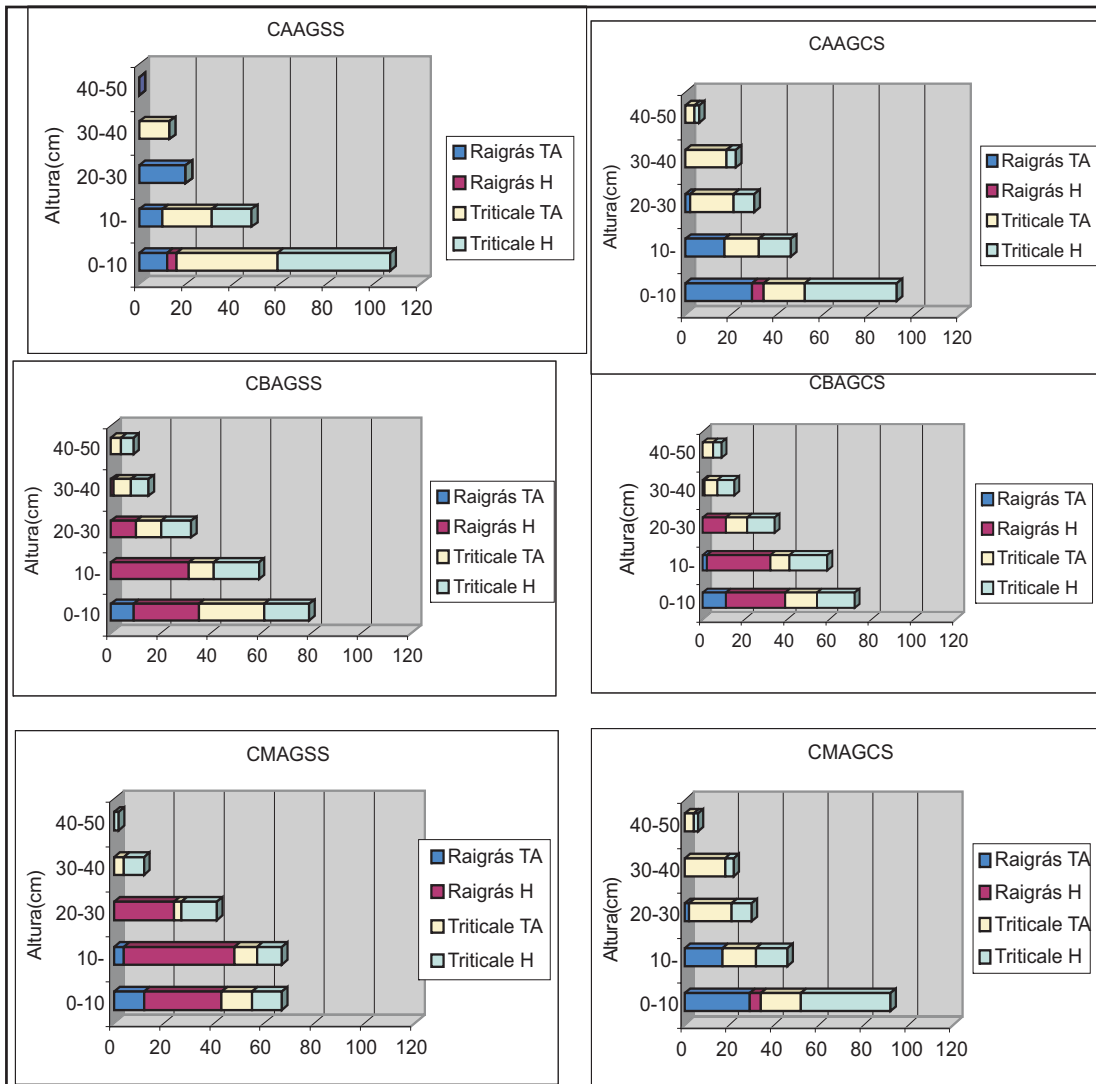 CAAGSS
Altura(cm)
40-50
30-40
20-30
10-
0-10
0 20 40 60 80 100 120
Raigrás TA
Raigrás H
Triticale TA
Triticale H
CAAGCS
Altura(cm)
40-50
30-40
20-30
10-
0-10
0 20 40 60 80 100 120
Raigrás TA
Raigrás H
Triticale TA
Triticale H
CBAGSS
Altura(cm)
40-50
30-40
20-30
10-
0-10
0 20 40 60 80 100 120
Raigrás TA
Raigrás H
Triticale TA
Triticale H
CBAGCS
Altura(cm)
40-50
30-40
20-30
10-
0-10
0 20 40 60 80 100 120
Raigrás TA
Raigrás H
Triticale TA
Triticale H
CMAGSS
Altura(cm)
40-50
30-40
20-30
10-
0-10
0 20 40 60 80 100 120
Raigrás TA
Raigrás H
Triticale TA
Triticale H
CMAGCS
Altura(cm)
40-50
30-40
20-30
10-
0-10
0 20 40 60 80 100 120
Raigrás TA
Raigrás H
Triticale TA
Triticale H